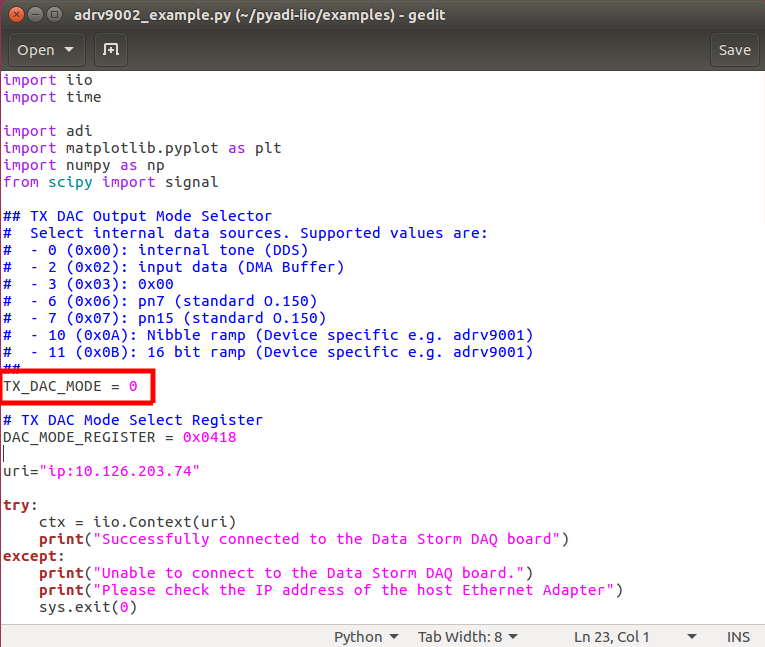 adrv9002_example.py (~/pyadi-iio/examples) - gedit
Open
Save
import iio
import time
import adi
import matplotlib.pyplot as plt
import numpy as np
from scipy import signal
## TX DAC Output Mode Selector
#  Select internal data sources. Supported values are:
#  - 0 (0x00): internal tone (DDS)
#  - 2 (0x02): input data (DMA Buffer)
#  - 3 (0x03): 0x00
#  - 6 (0x06): pn7 (standard O.150)
#  - 7 (0x07): pn15 (standard O.150)
#  - 10 (0x0A): Nibble ramp (Device specific e.g. adrv9001)
#  - 11 (0x0B): 16 bit ramp (Device specific e.g. adrv9001)
##
TX_DAC_MODE = 0
# TX DAC Mode Select Register
DAC_MODE_REGISTER = 0x0418
uri="ip:10.126.203.74"
try:
    ctx = iio.Context(uri)
    print("Successfully connected to the Data Storm DAQ board")
except:
    print("Unable to connect to the Data Storm DAQ board.")
    print("Please check the IP address of the host Ethernet Adapter")
    sys.exit(0)
Python Tab Width: 8 Ln 23, Col 1 INS